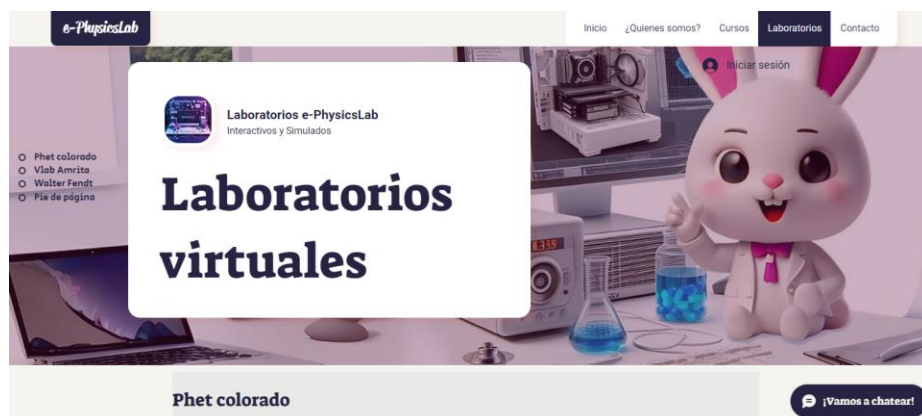 e-PhysicsLab
Inicio ¿Quienes somos? Cursos Laboratorios Contacto
Iniciar sesión
Laboratorios e-PhysicsLab
Interactivos y Simulados
Phet colorado
Vlab Amrita
Walter Fendt
Pie de página
Laboratorios
virtuales
Phet colorado
¡Vamos a chatear!